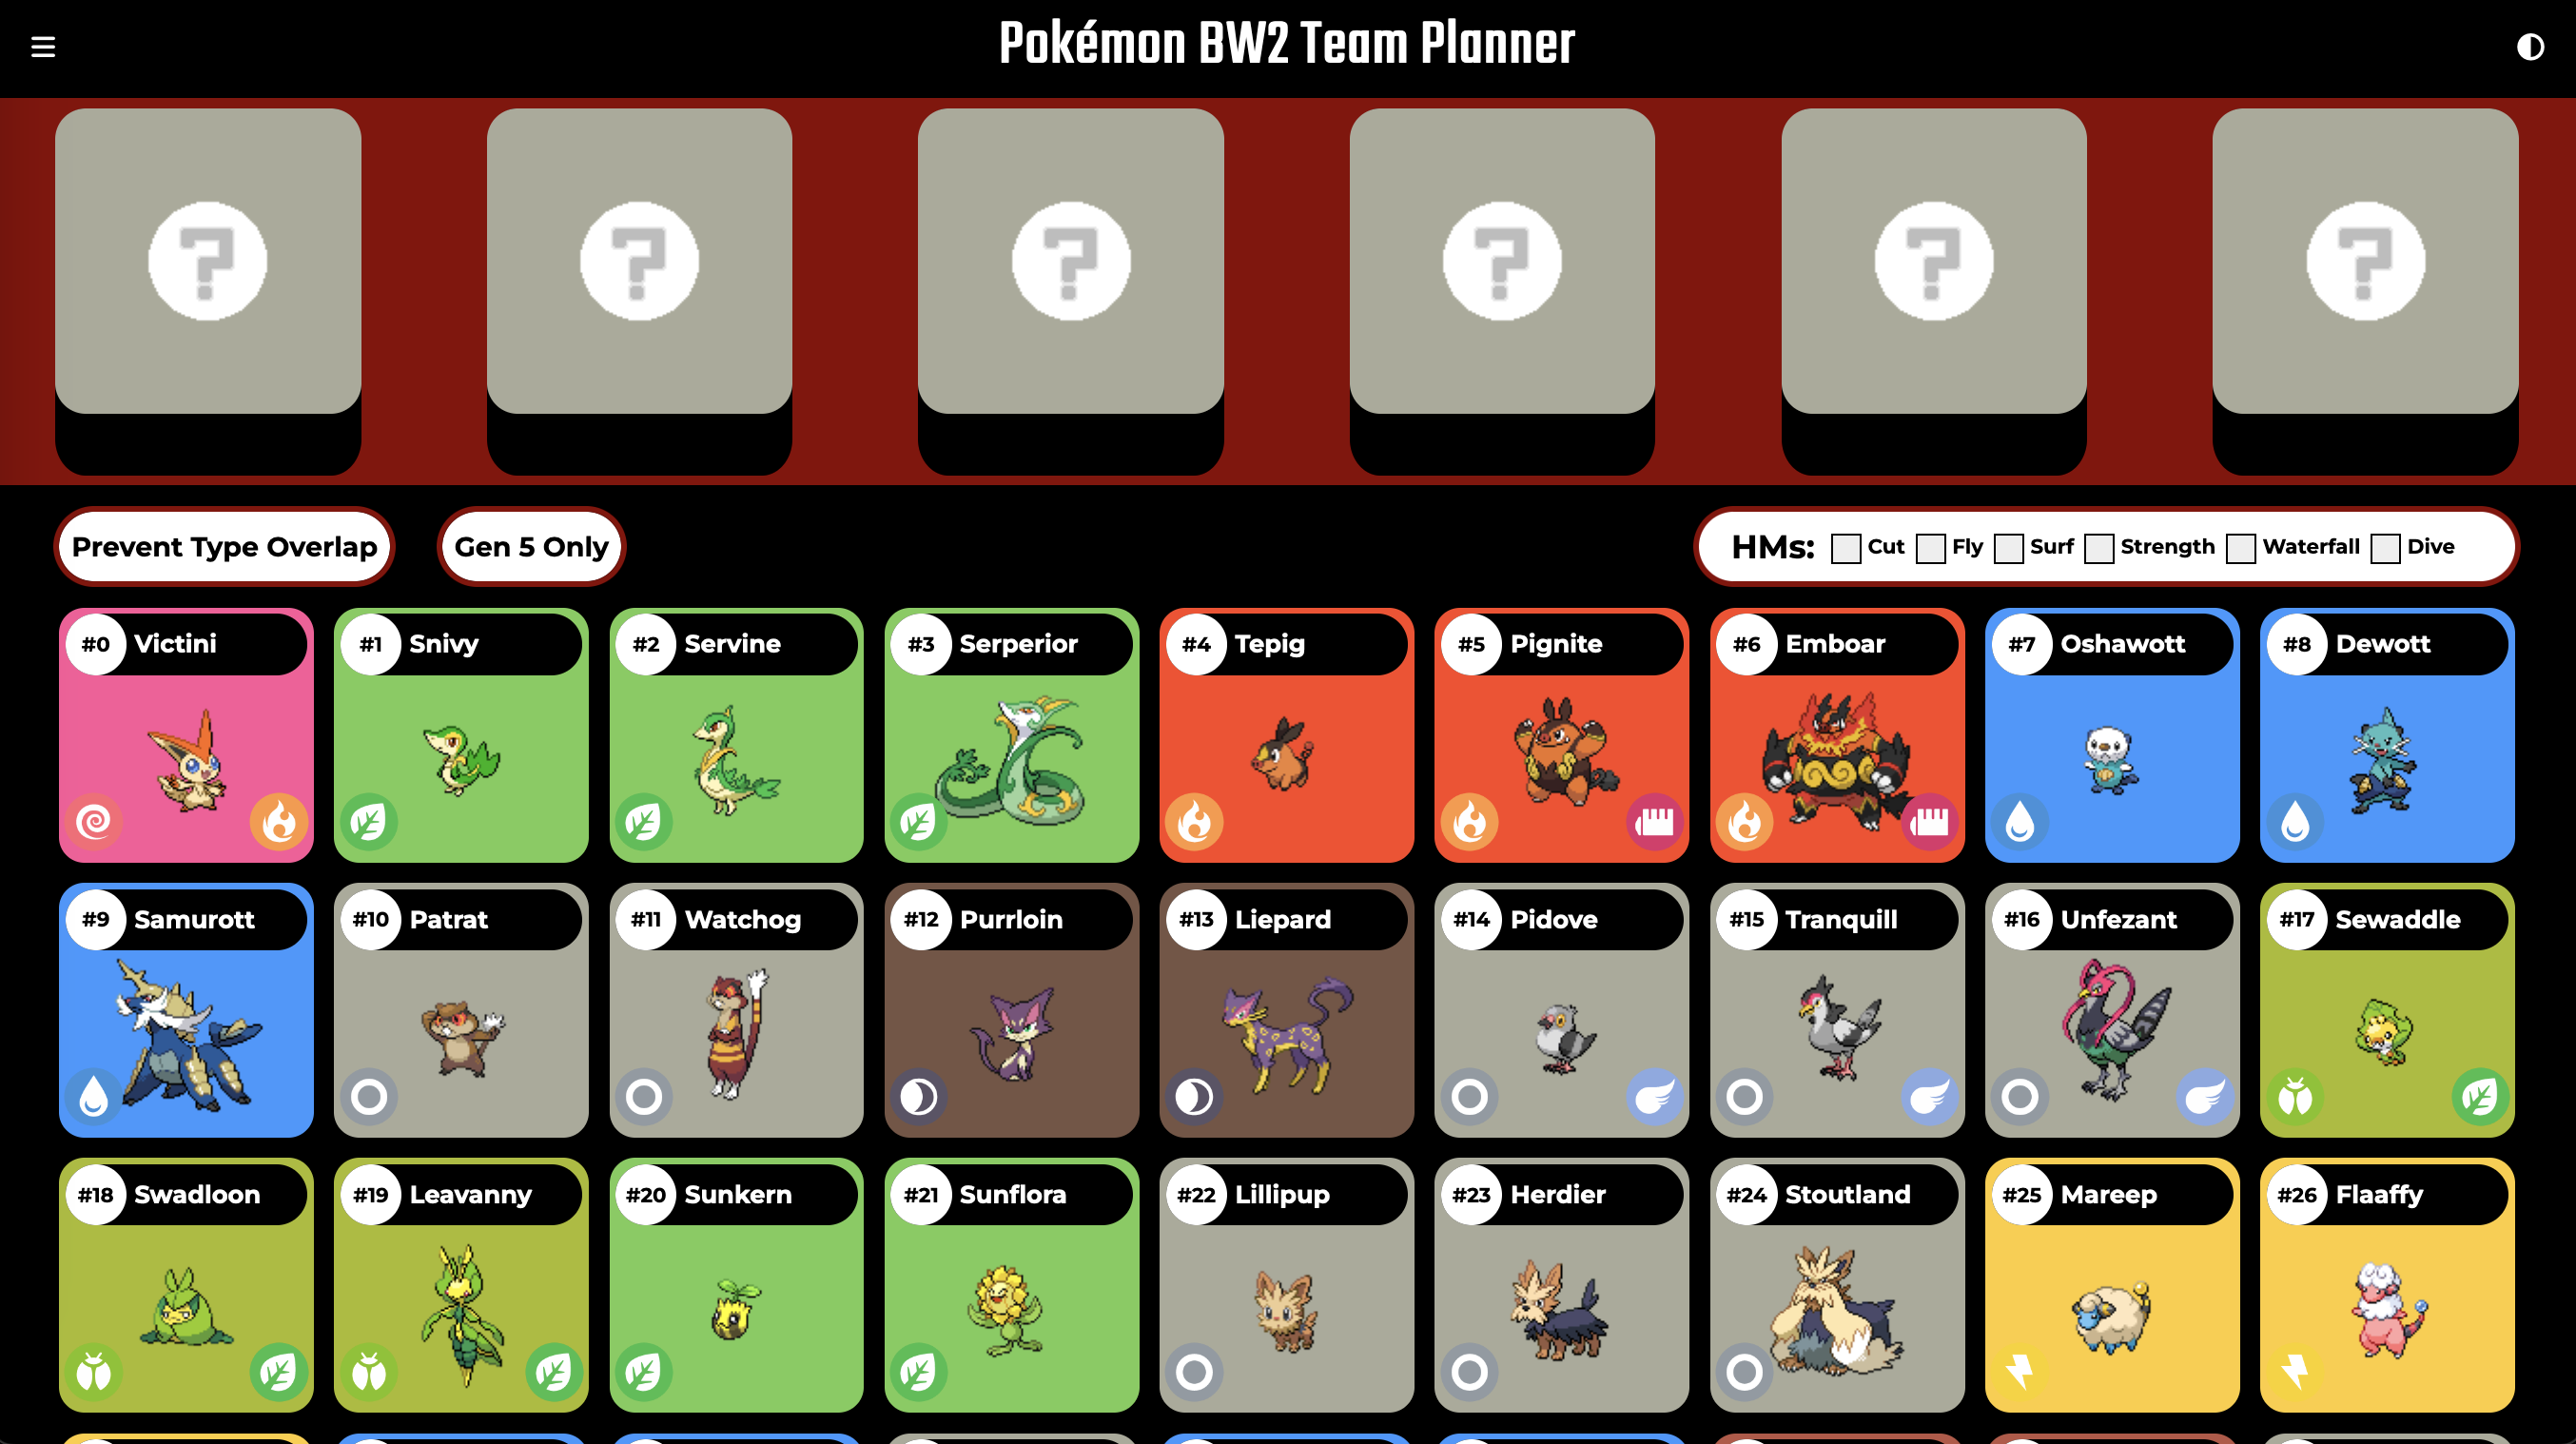 Pokémon BW2 Team Planner
?
?
?
?
?
?
Prevent Type Overlap
Gen 5 Only
HMs: Cut Fly Surf Strength Waterfall Dive
#0 Victini
#1 Snivy
#2 Servine
#3 Serperior
#4 Tepig
#5 Pignite
#6 Emboar
#7 Oshawott
#8 Dewott
#9 Samurott
#10 Patrat
#11 Watchog
#12 Purrloin
#13 Liepard
#14 Pidove
#15 Tranquill
#16 Unfezant
#17 Sewaddle
#18 Swadloon
#19 Leavanny
#20 Sunkern
#21 Sunflora
#22 Lillipup
#23 Herdier
#24 Stoutland
#25 Mareep
#26 Flaaffy